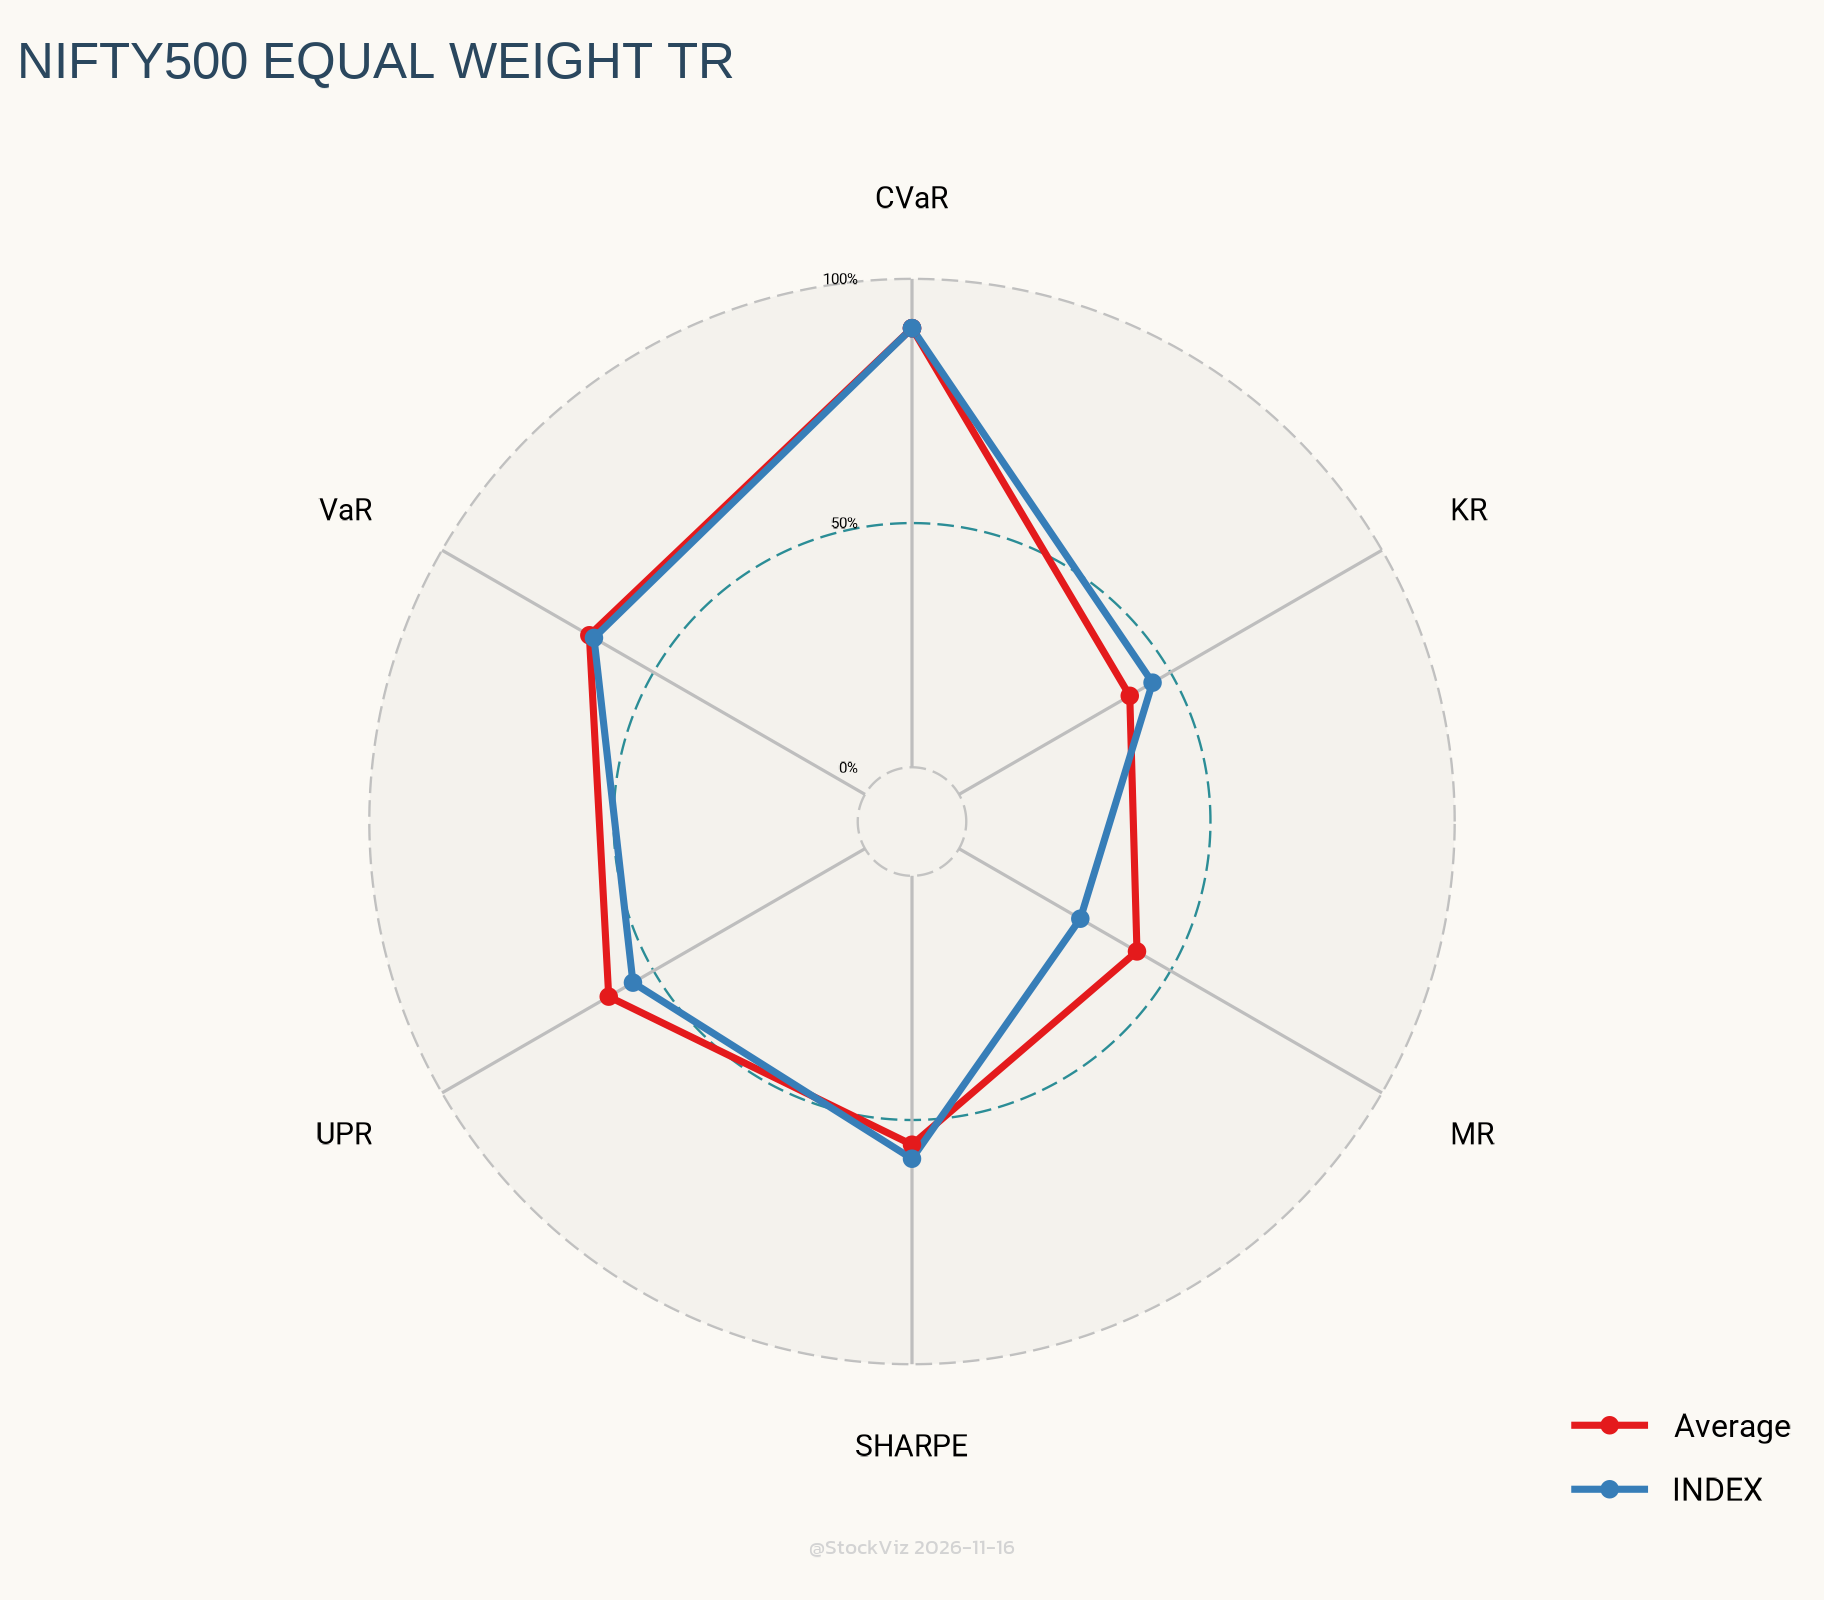 NIFTY500 EQUAL WEIGHT TR
CVaR
100%
VaR
KR
50%
0%
UPR
MR
SHARPE
Average
INDEX
@StockViz 2026-11-16